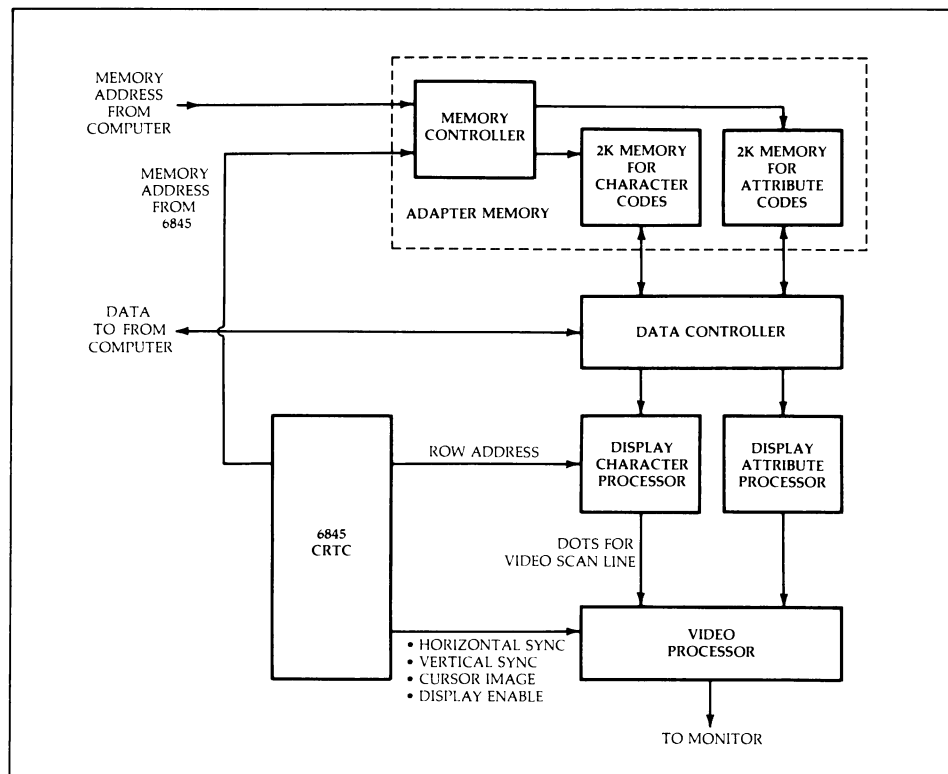 MEMORY
ADDRESS
FROM
COMPUTER
MEMORY
CONTROLLER
2K MEMORY
FOR
CHARACTER
CODES
2K MEMORY
FOR
ATTRIBUTE
CODES
MEMORY
ADDRESS
FROM
6845
ADAPTER MEMORY
DATA
TO FROM
COMPUTER
DATA CONTROLLER
ROW ADDRESS
DISPLAY
CHARACTER
PROCESSOR
DISPLAY
ATTRIBUTE
PROCESSOR
6845
CRTC
DOTS FOR
VIDEO SCAN LINE
• HORIZONTAL SYNC
• VERTICAL SYNC
• CURSOR IMAGE
• DISPLAY ENABLE
VIDEO
PROCESSOR
TO MONITOR